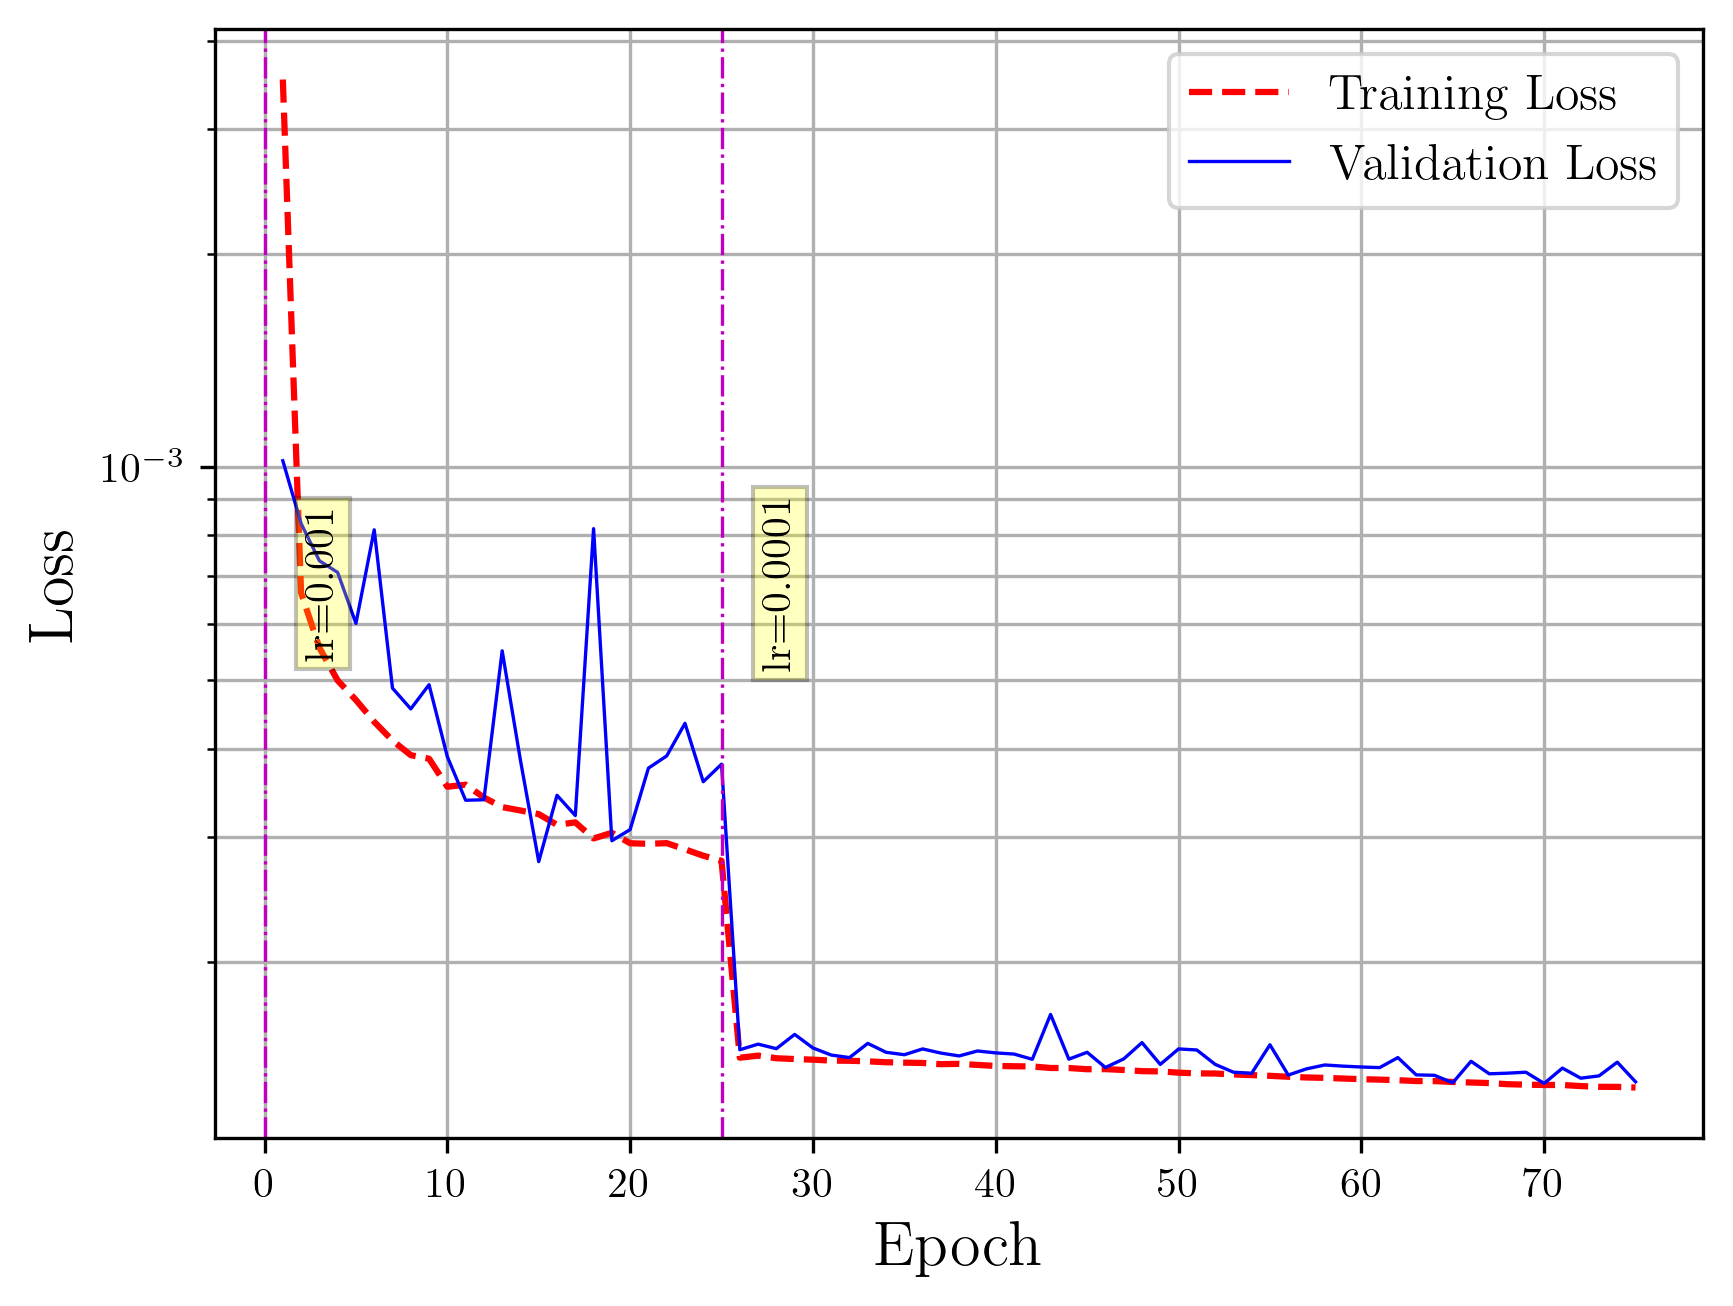 Training Loss
Validation Loss
10⁻³
Loss
lr=0.001
lr=0.0001
0 10 20 30 40 50 60 70
Epoch